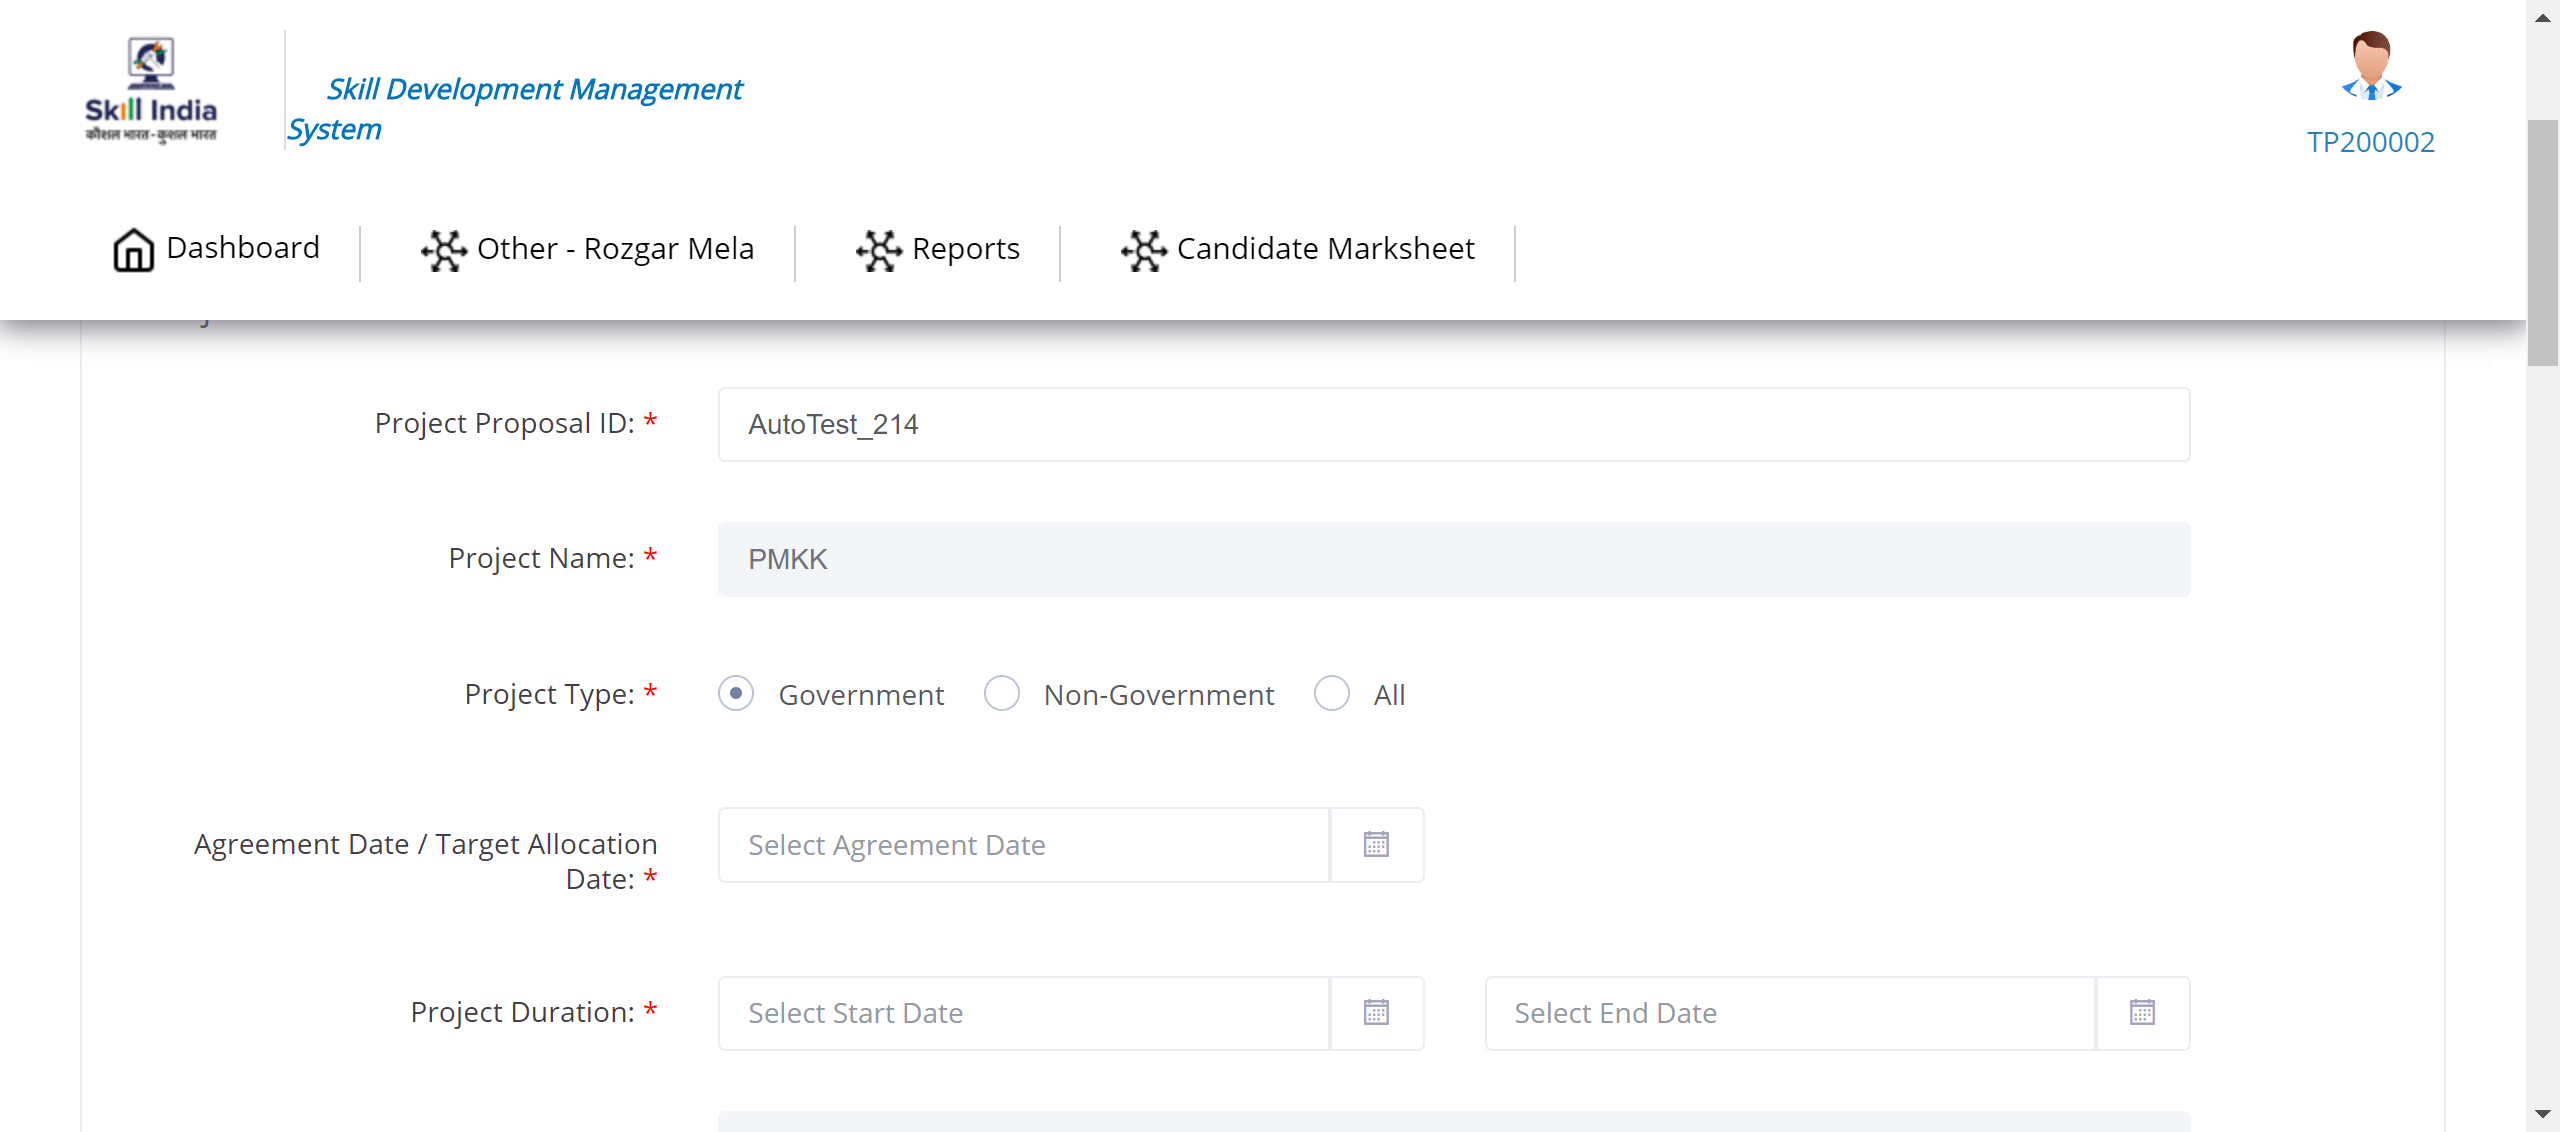 Skill India
कौशल भारत-कुशल भारत
Skill Development Management
System
TP200002
Dashboard
Other - Rozgar Mela
Reports
Candidate Marksheet
Project Proposal ID: *
AutoTest_214
Project Name: *
PMKK
Project Type: *
Government
Non-Government
All
Agreement Date / Target Allocation
Date: *
Select Agreement Date
Project Duration: *
Select Start Date
Select End Date